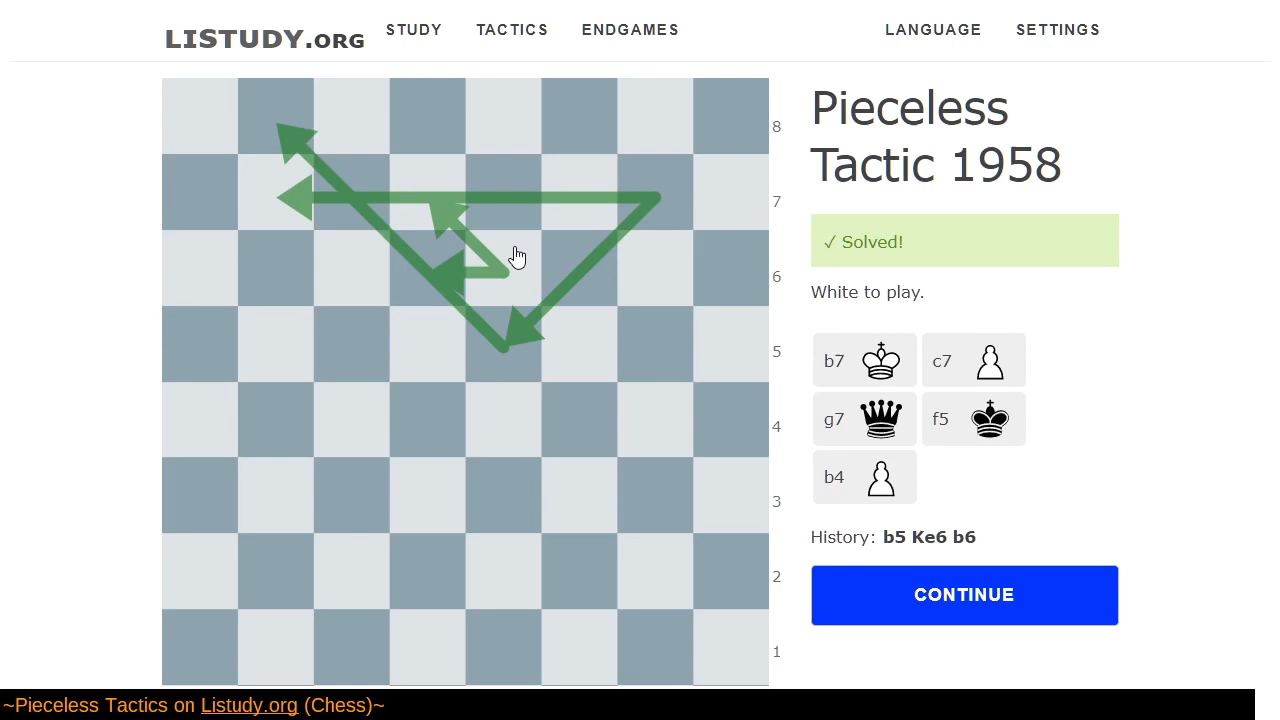 LISTUDY.ORG STUDY TACTICS ENDGAMES LANGUAGE SETTINGS
Pieceless
Tactic 1958
✓ Solved!
White to play.
b7 c7
g7 f5
b4
History: b5 Ke6 b6
CONTINUE
8
7
6
5
4
3
2
1
~Pieceless Tactics on Listudy.org (Chess)~